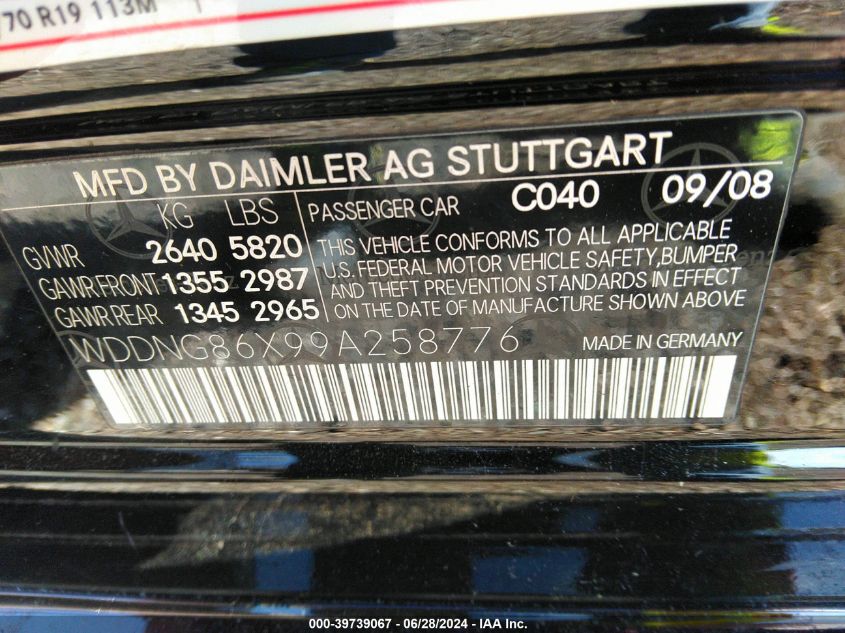 70 R19 113M
MFD BY DAIMLER AG STUTTGART
KG LBS
GVWR 2640 5820
GAWR.FRONT 1355 2987
GAWR.REAR 1345 2965
PASSENGER CAR C040 09/08
THIS VEHICLE CONFORMS TO ALL APPLICABLE
U.S. FEDERAL MOTOR VEHICLE SAFETY,BUMPER
AND THEFT PREVENTION STANDARDS IN EFFECT
ON THE DATE OF MANUFACTURE SHOWN ABOVE
WDDNG86X99A258776 MADE IN GERMANY
000-39739067 - 06/28/2024 - IAA Inc.